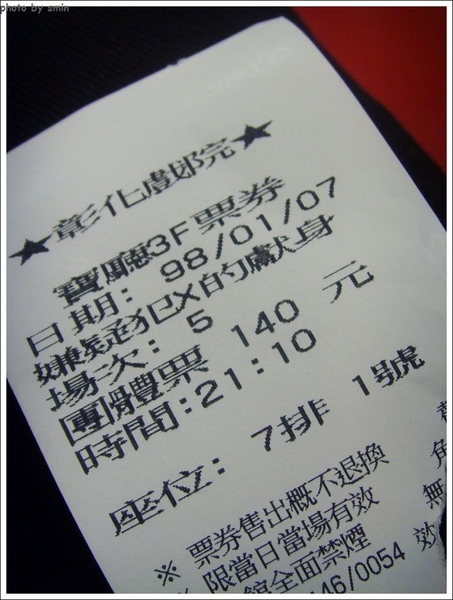 photo by smin
★彰化戲院★
寶廳3F票券
日期: 98/01/07
嫌疑犯X的獻身
場次: 5
團體票 140 元
時間:21:10
座位: 7排 1號
※ 票券售出概不退換
限當日當場有效
館全面禁煙
46/0054
無
效